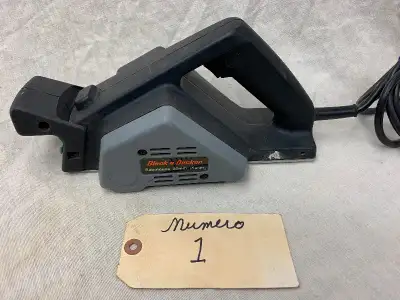 Black & Decker
Numero
1